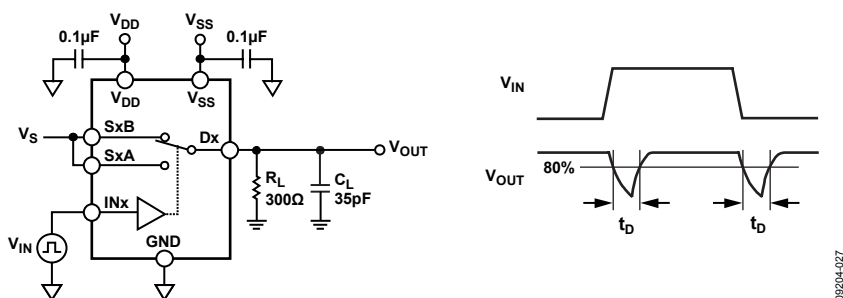 VDD VSS
0.1µF 0.1µF
VDD VSS
VS SxB Dx VOUT
SxA
RL
300Ω
CL
35pF
INx
VIN
GND
VIN
VOUT 80%
tD tD
09204-027